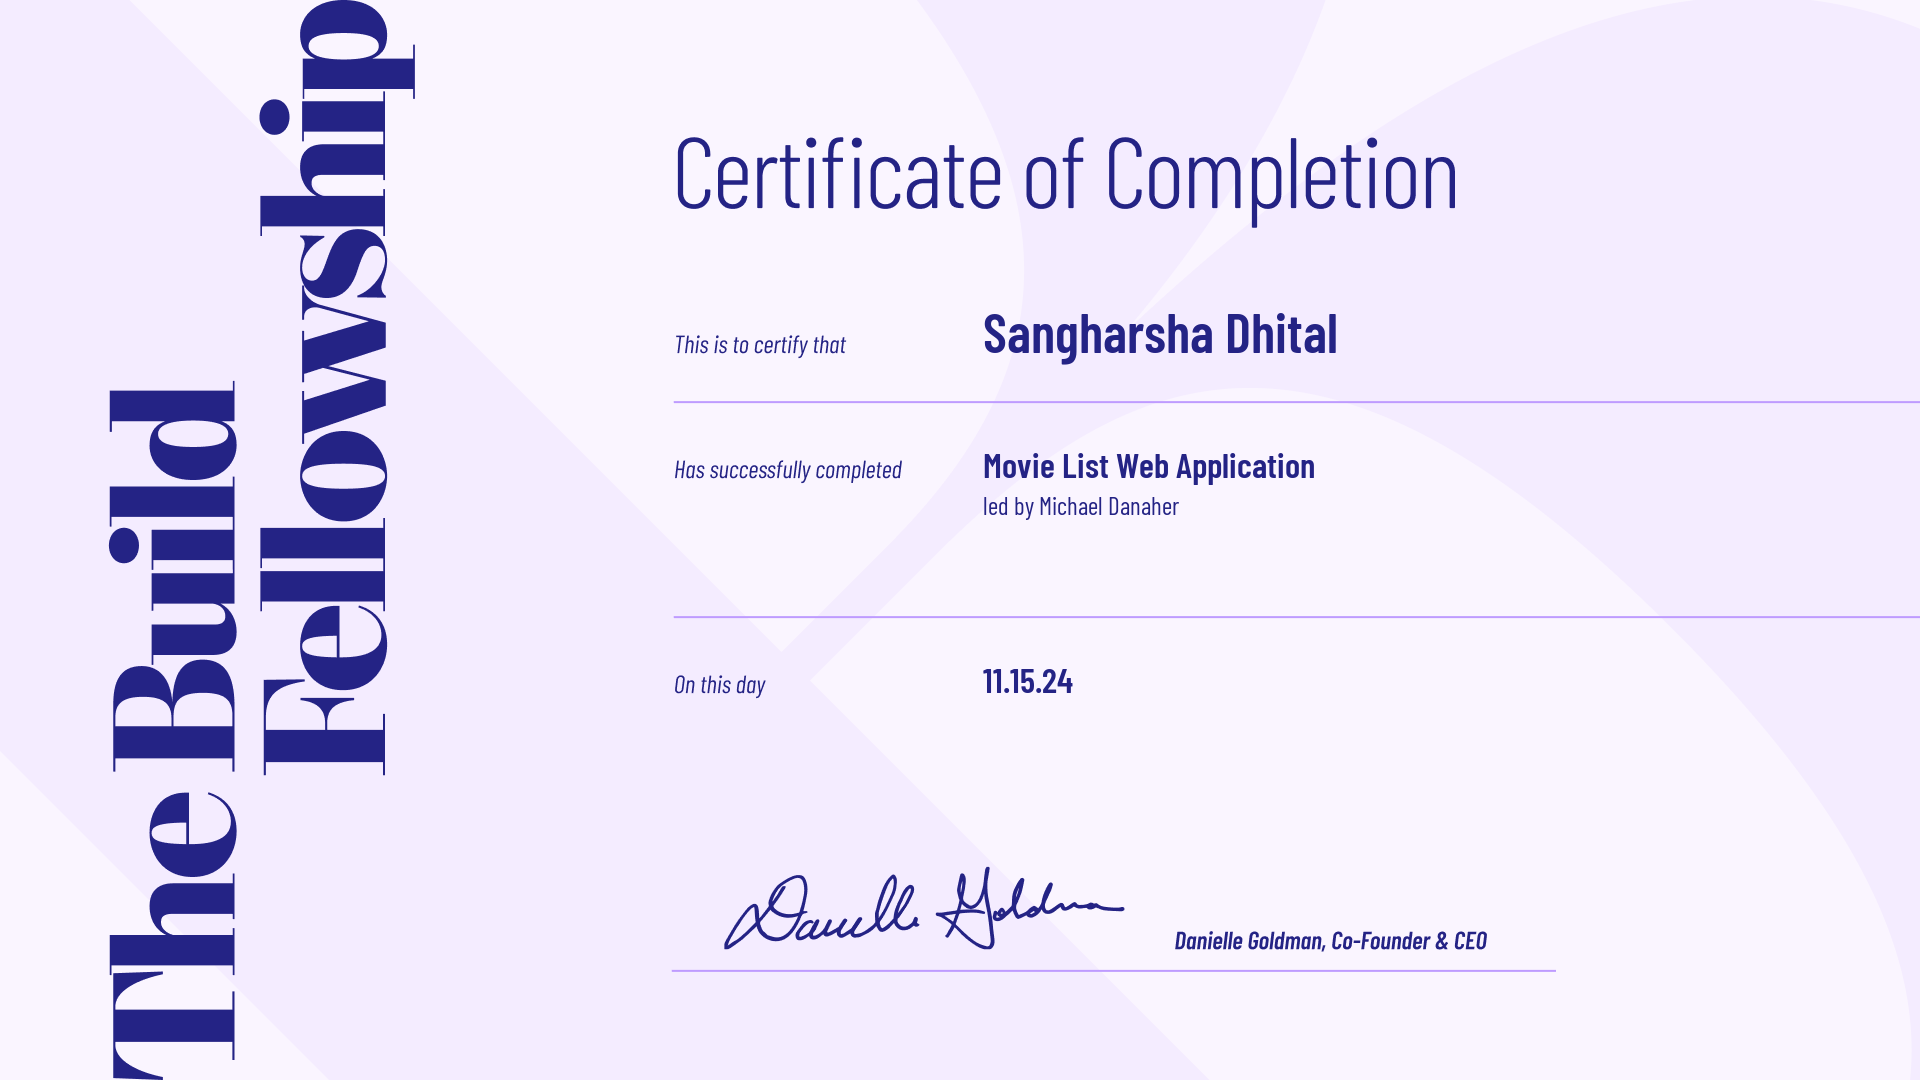 The Build
Fellowship
Certificate of Completion
This is to certify that
Sangharsha Dhital
Has successfully completed
Movie List Web Application
led by Michael Danaher
On this day
11.15.24
Danielle Goldman
Danielle Goldman, Co-Founder & CEO